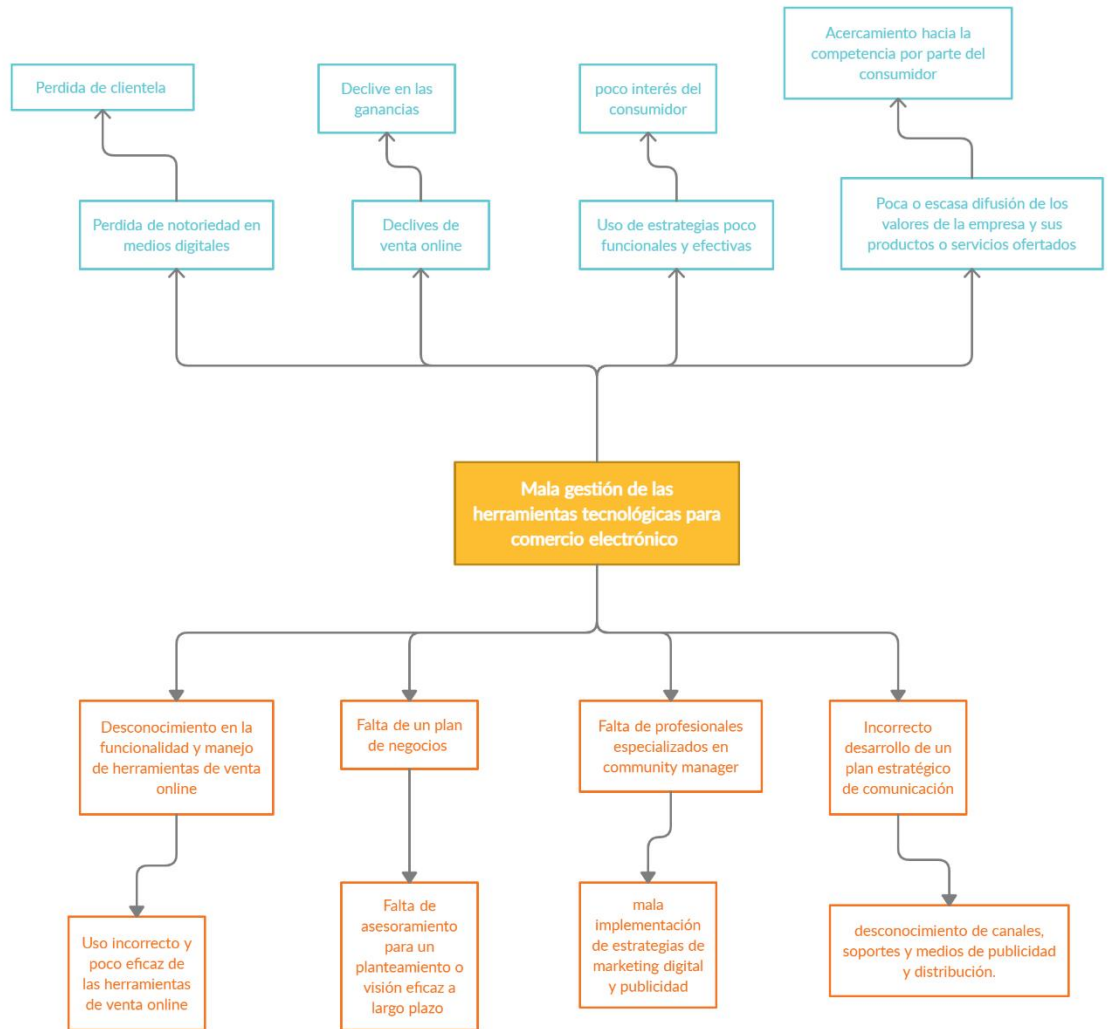 Perdida de clientela
Declive en las
ganancias
poco interés del
consumidor
Acercamiento hacia la
competencia por parte del
consumidor
Perdida de notoriedad en
medios digitales
Declives de
venta online
Uso de estrategias poco
funcionales y efectivas
Poca o escasa difusión de los
valores de la empresa y sus
productos o servicios ofertados
Mala gestión de las
herramientas tecnológicas para
comercio electrónico
Desconocimiento en la
funcionalidad y manejo
de herramientas de venta
online
Falta de un plan
de negocios
Falta de profesionales
especializados en
community manager
Incorrecto
desarrollo de un
plan estratégico
de comunicación
Uso incorrecto y
poco eficaz de
las herramientas
de venta online
Falta de
asesoramiento
para un
planteamiento o
visión eficaz a
largo plazo
mala
implementación
de estrategias de
marketing digital
y publicidad
desconocimiento de canales,
soportes y medios de publicidad
y distribución.